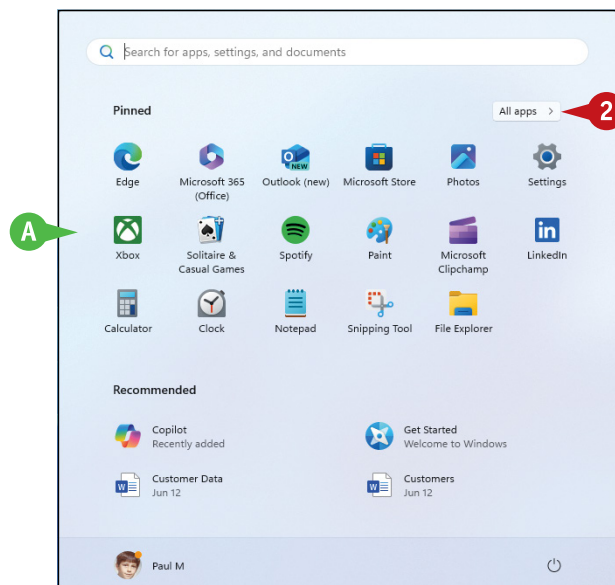 Search for apps, settings, and documents
Pinned
All apps >
2
Edge
Microsoft 365
(Office)
Outlook (new)
Microsoft Store
Photos
Settings
A
Xbox
Solitaire &
Casual Games
Spotify
Paint
Microsoft
Clipchamp
LinkedIn
Calculator
Clock
Notepad
Snipping Tool
File Explorer
Recommended
Copilot
Recently added
Get Started
Welcome to Windows
Customer Data
Jun 12
Customers
Jun 12
Paul M
NEW
in
W
W